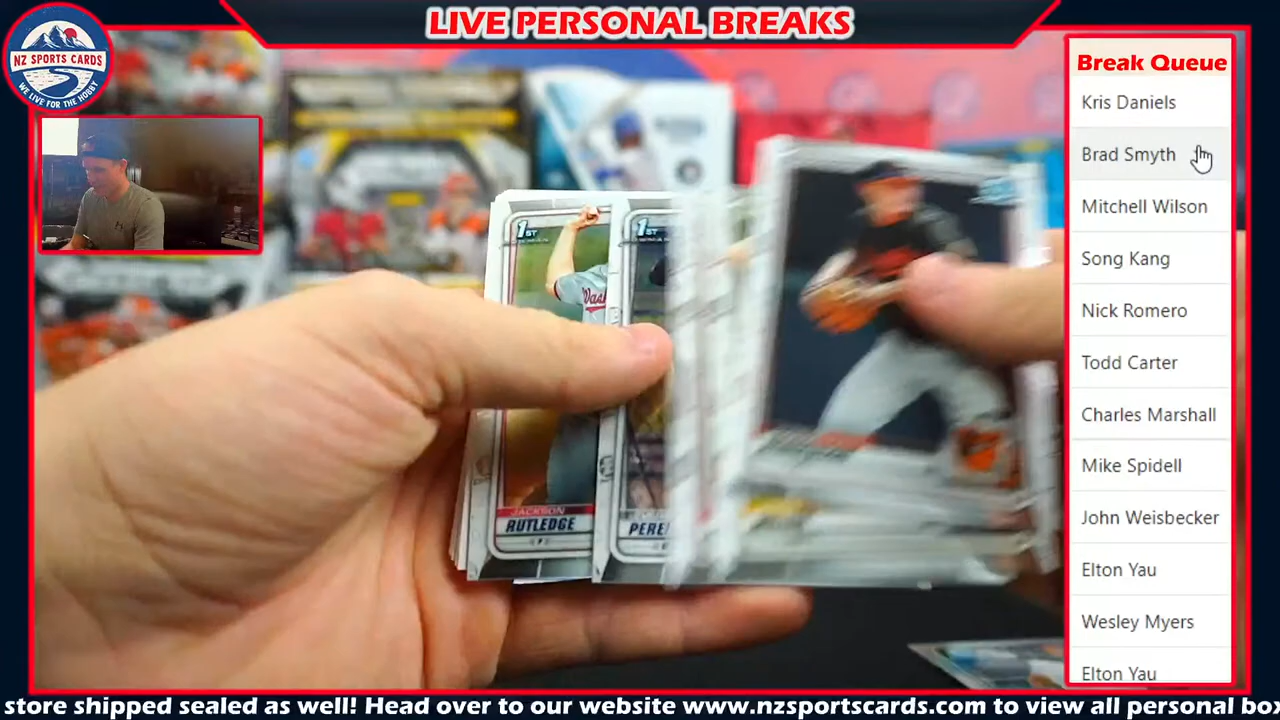 LIVE PERSONAL BREAKS
NZ SPORTS CARDS
WE LIVE FOR THE HOBBY
Break Queue
Kris Daniels
Brad Smyth
Mitchell Wilson
Song Kang
Nick Romero
Todd Carter
Charles Marshall
Mike Spidell
John Weisbecker
Elton Yau
Wesley Myers
Elton Yau
1ST
1ST
Was
JACKSON
RUTLEDGE
PERE
store shipped sealed as well! Head over to our website www.nzsportscards.com to view all personal box